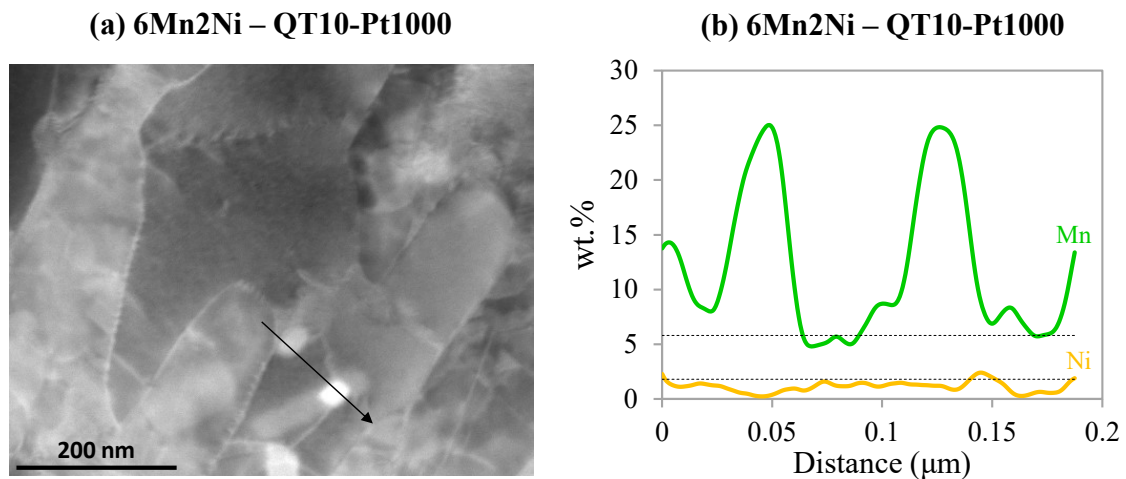 (a) 6Mn2Ni – QT10-Pt1000
(b) 6Mn2Ni – QT10-Pt1000
200 nm
30
25
20
15
10
5
0
wt.%
Mn
Ni
0
0.05
0.1
0.15
0.2
Distance (µm)